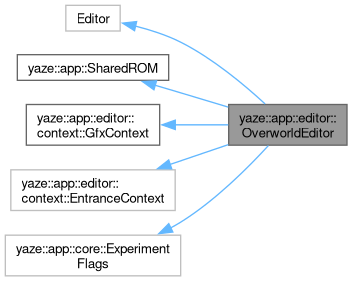 Editor
yaze::app::SharedROM
yaze::app::editor::
context::GfxContext
yaze::app::editor::
OverworldEditor
yaze::app::editor::
context::EntranceContext
yaze::app::core::Experiment
Flags